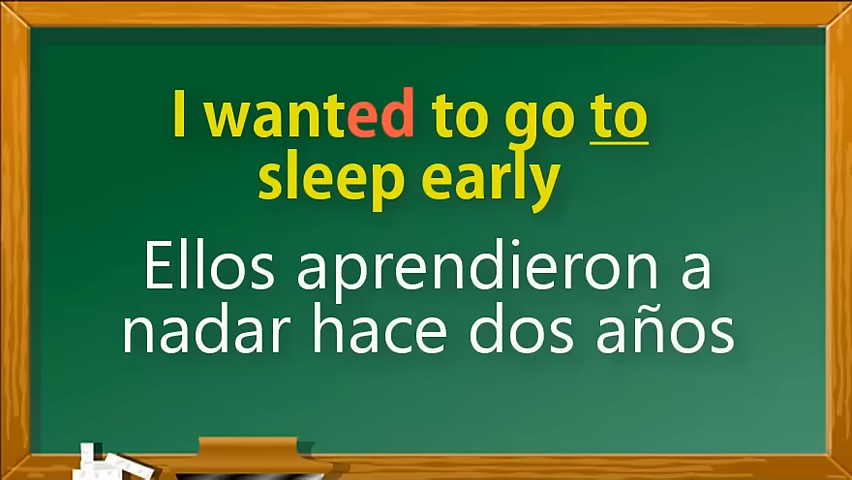 I wanted to go to
sleep early
Ellos aprendieron a
nadar hace dos años